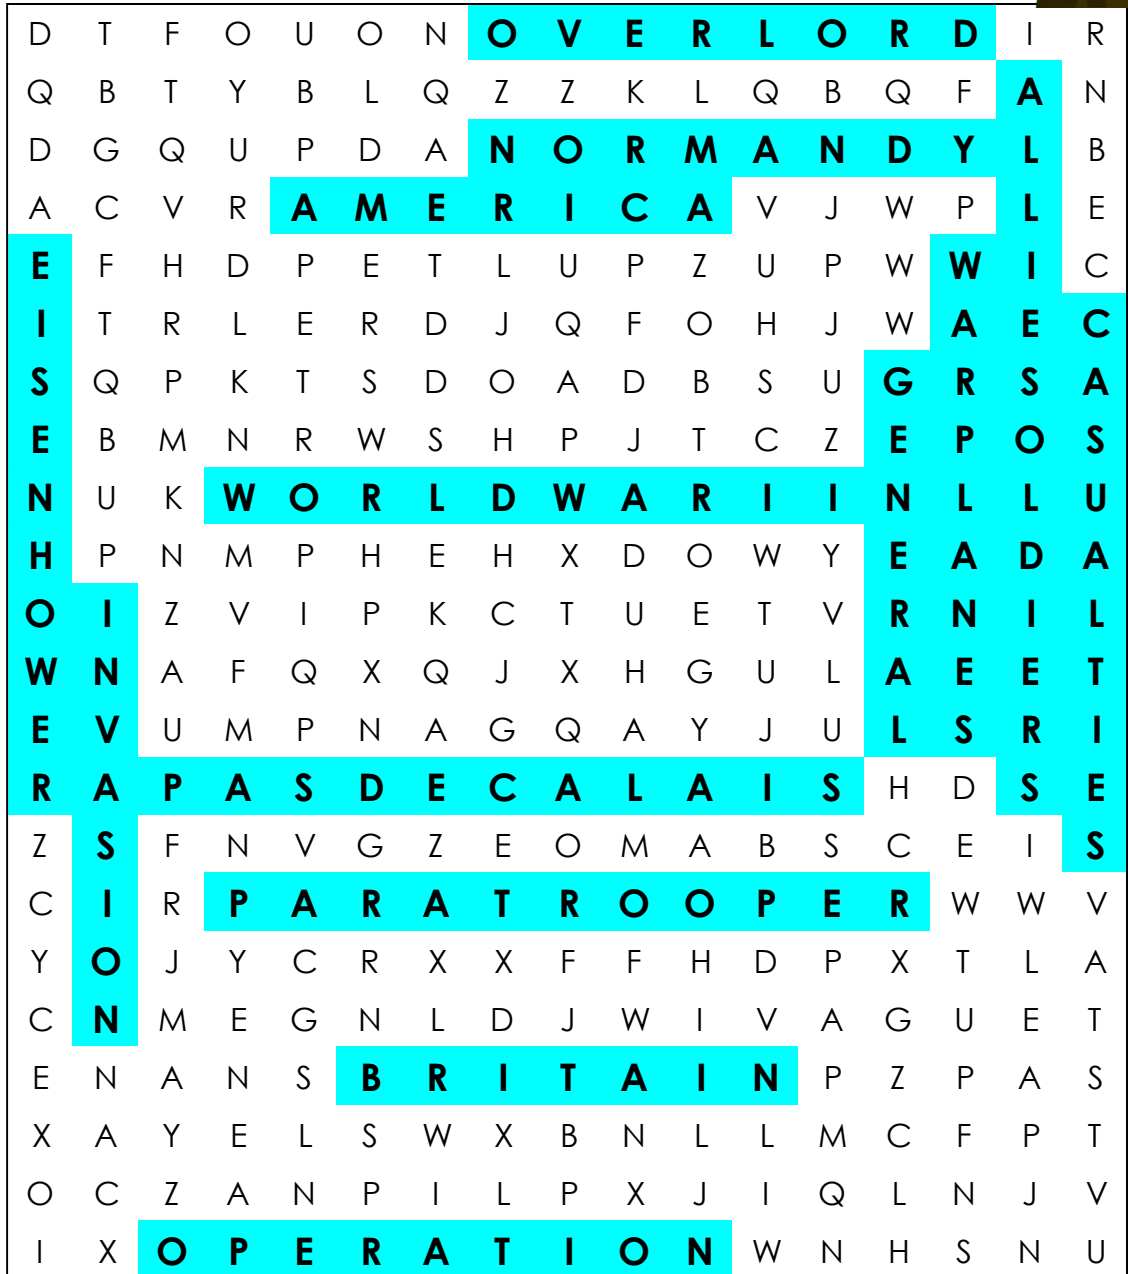 D T F O U O N O V E R L O R D I R
Q B T Y B L Q Z Z K L Q B Q F A N
D G Q U P D A N O R M A N D Y L B
A C V R A M E R I C A V J W P L E
E F H D P E T L U P Z U P W W I C
I T R L E R D J Q F O H J W A E C
S Q P K T S D O A D B S U G R S A
E B M N R W S H P J T C Z E P O S
N U K W O R L D W A R I I N L L U
H P N M P H E H X D O W Y E A D A
O I Z V I P K C T U E T V R N I L
W N A F Q X Q J X H G U L A E E T
E V U M P N A G Q A Y J U L S R I
R A P A S D E C A L A I S H D S E
Z S F N V G Z E O M A B S C E I S
C I R P A R A T R O O P E R W W V
Y O J Y C R X X F F H D P X T L A
C N M E G N L D J W I V A G U E T
E N A N S B R I T A I N P Z P A S
X A Y E L S W X B N L L M C F P T
O C Z A N P I L P X J I Q L N J V
I X O P E R A T I O N W N H S N U